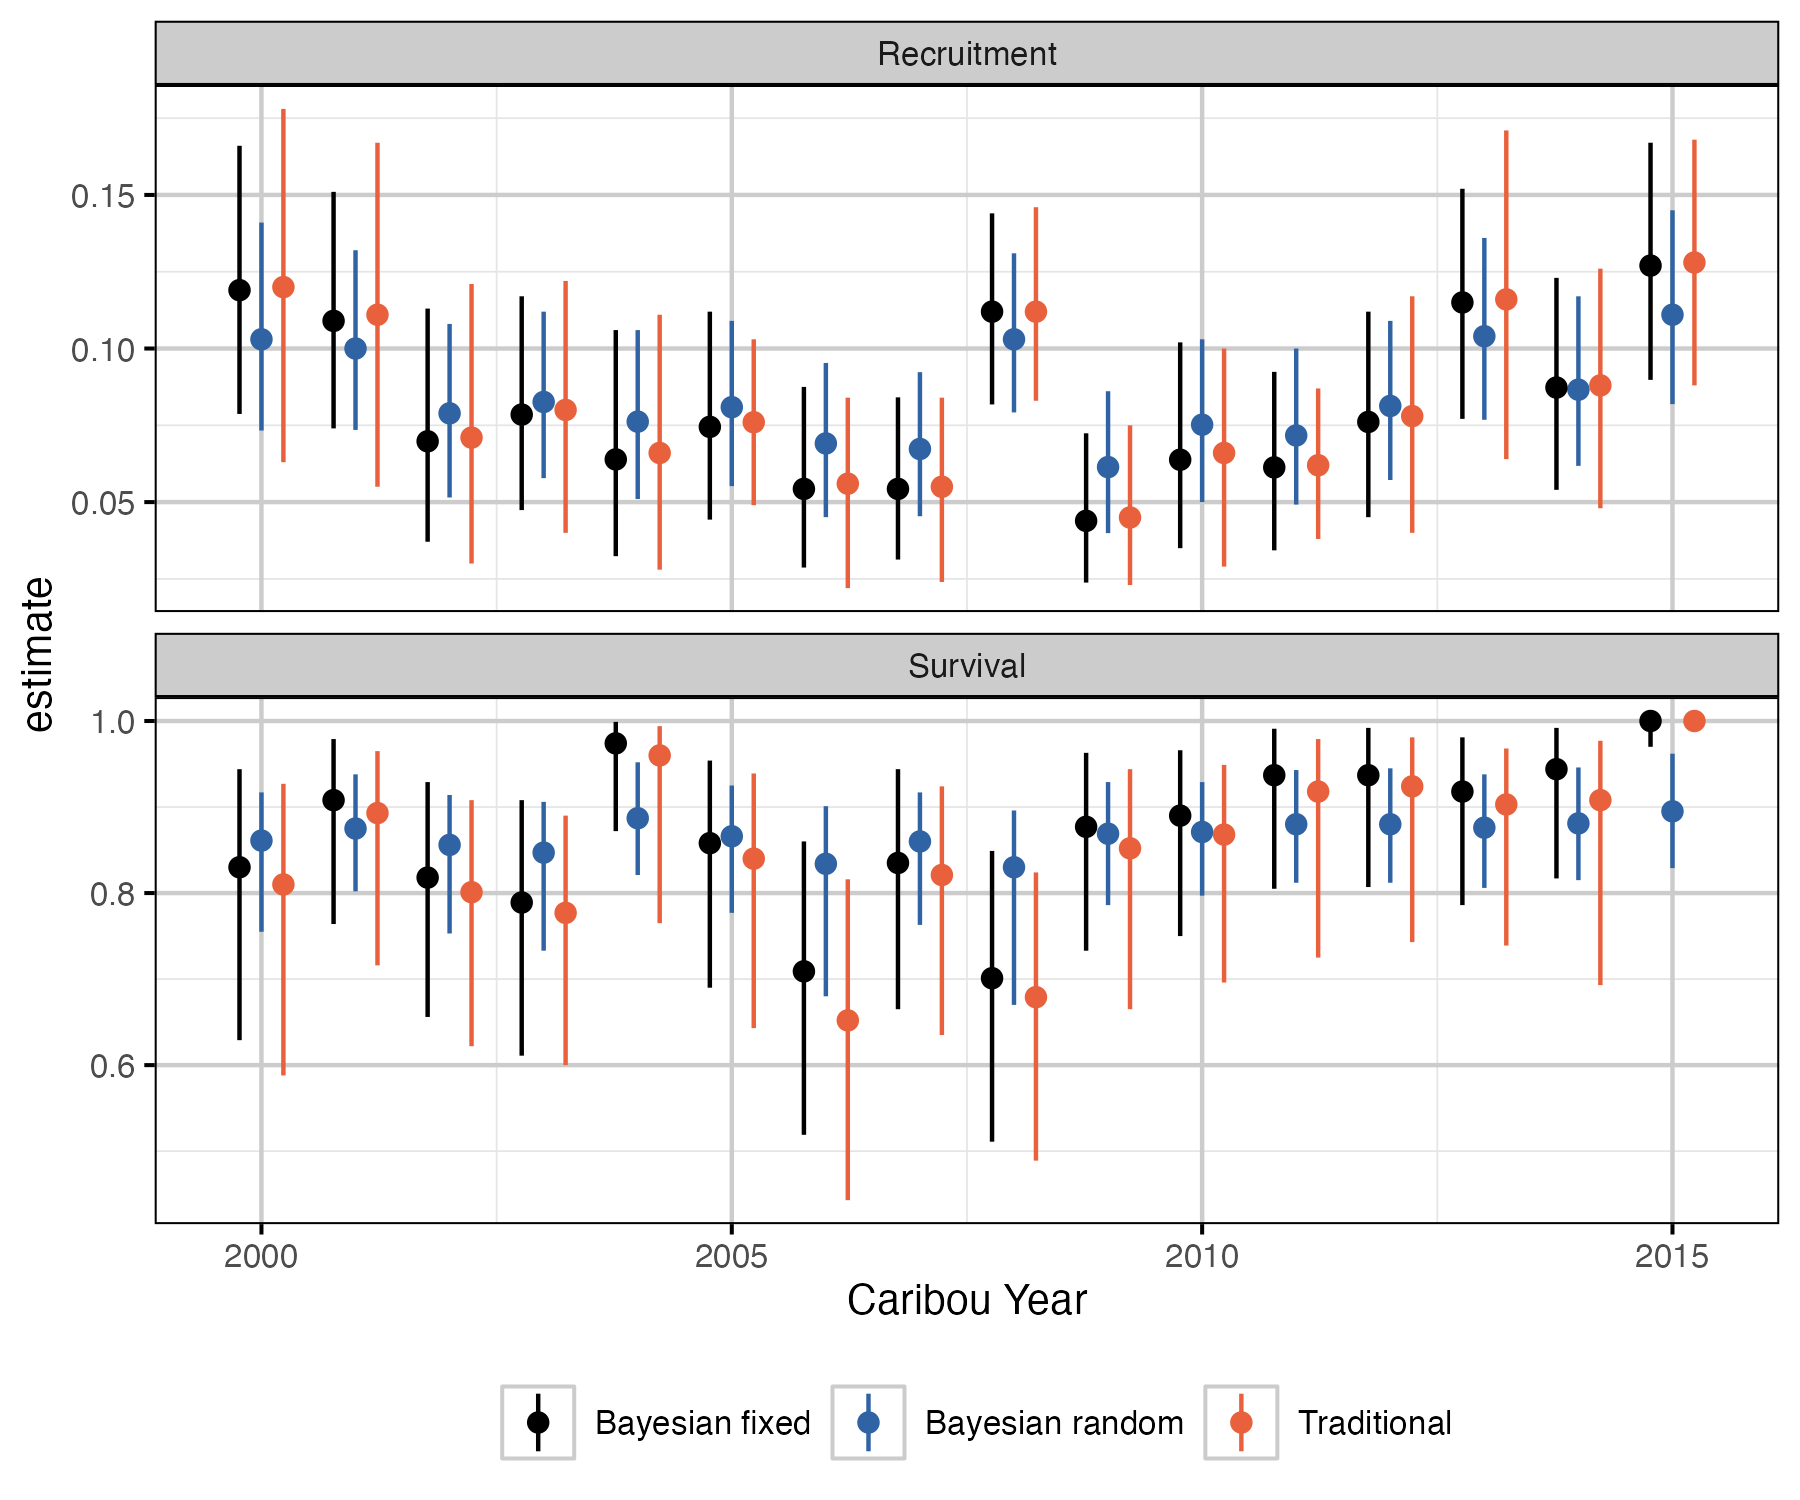 Recruitment
0.15
0.10
0.05
estimate
Survival
1.0
0.8
0.6
2000 2005 2010 2015
Caribou Year
Bayesian fixed Bayesian random Traditional